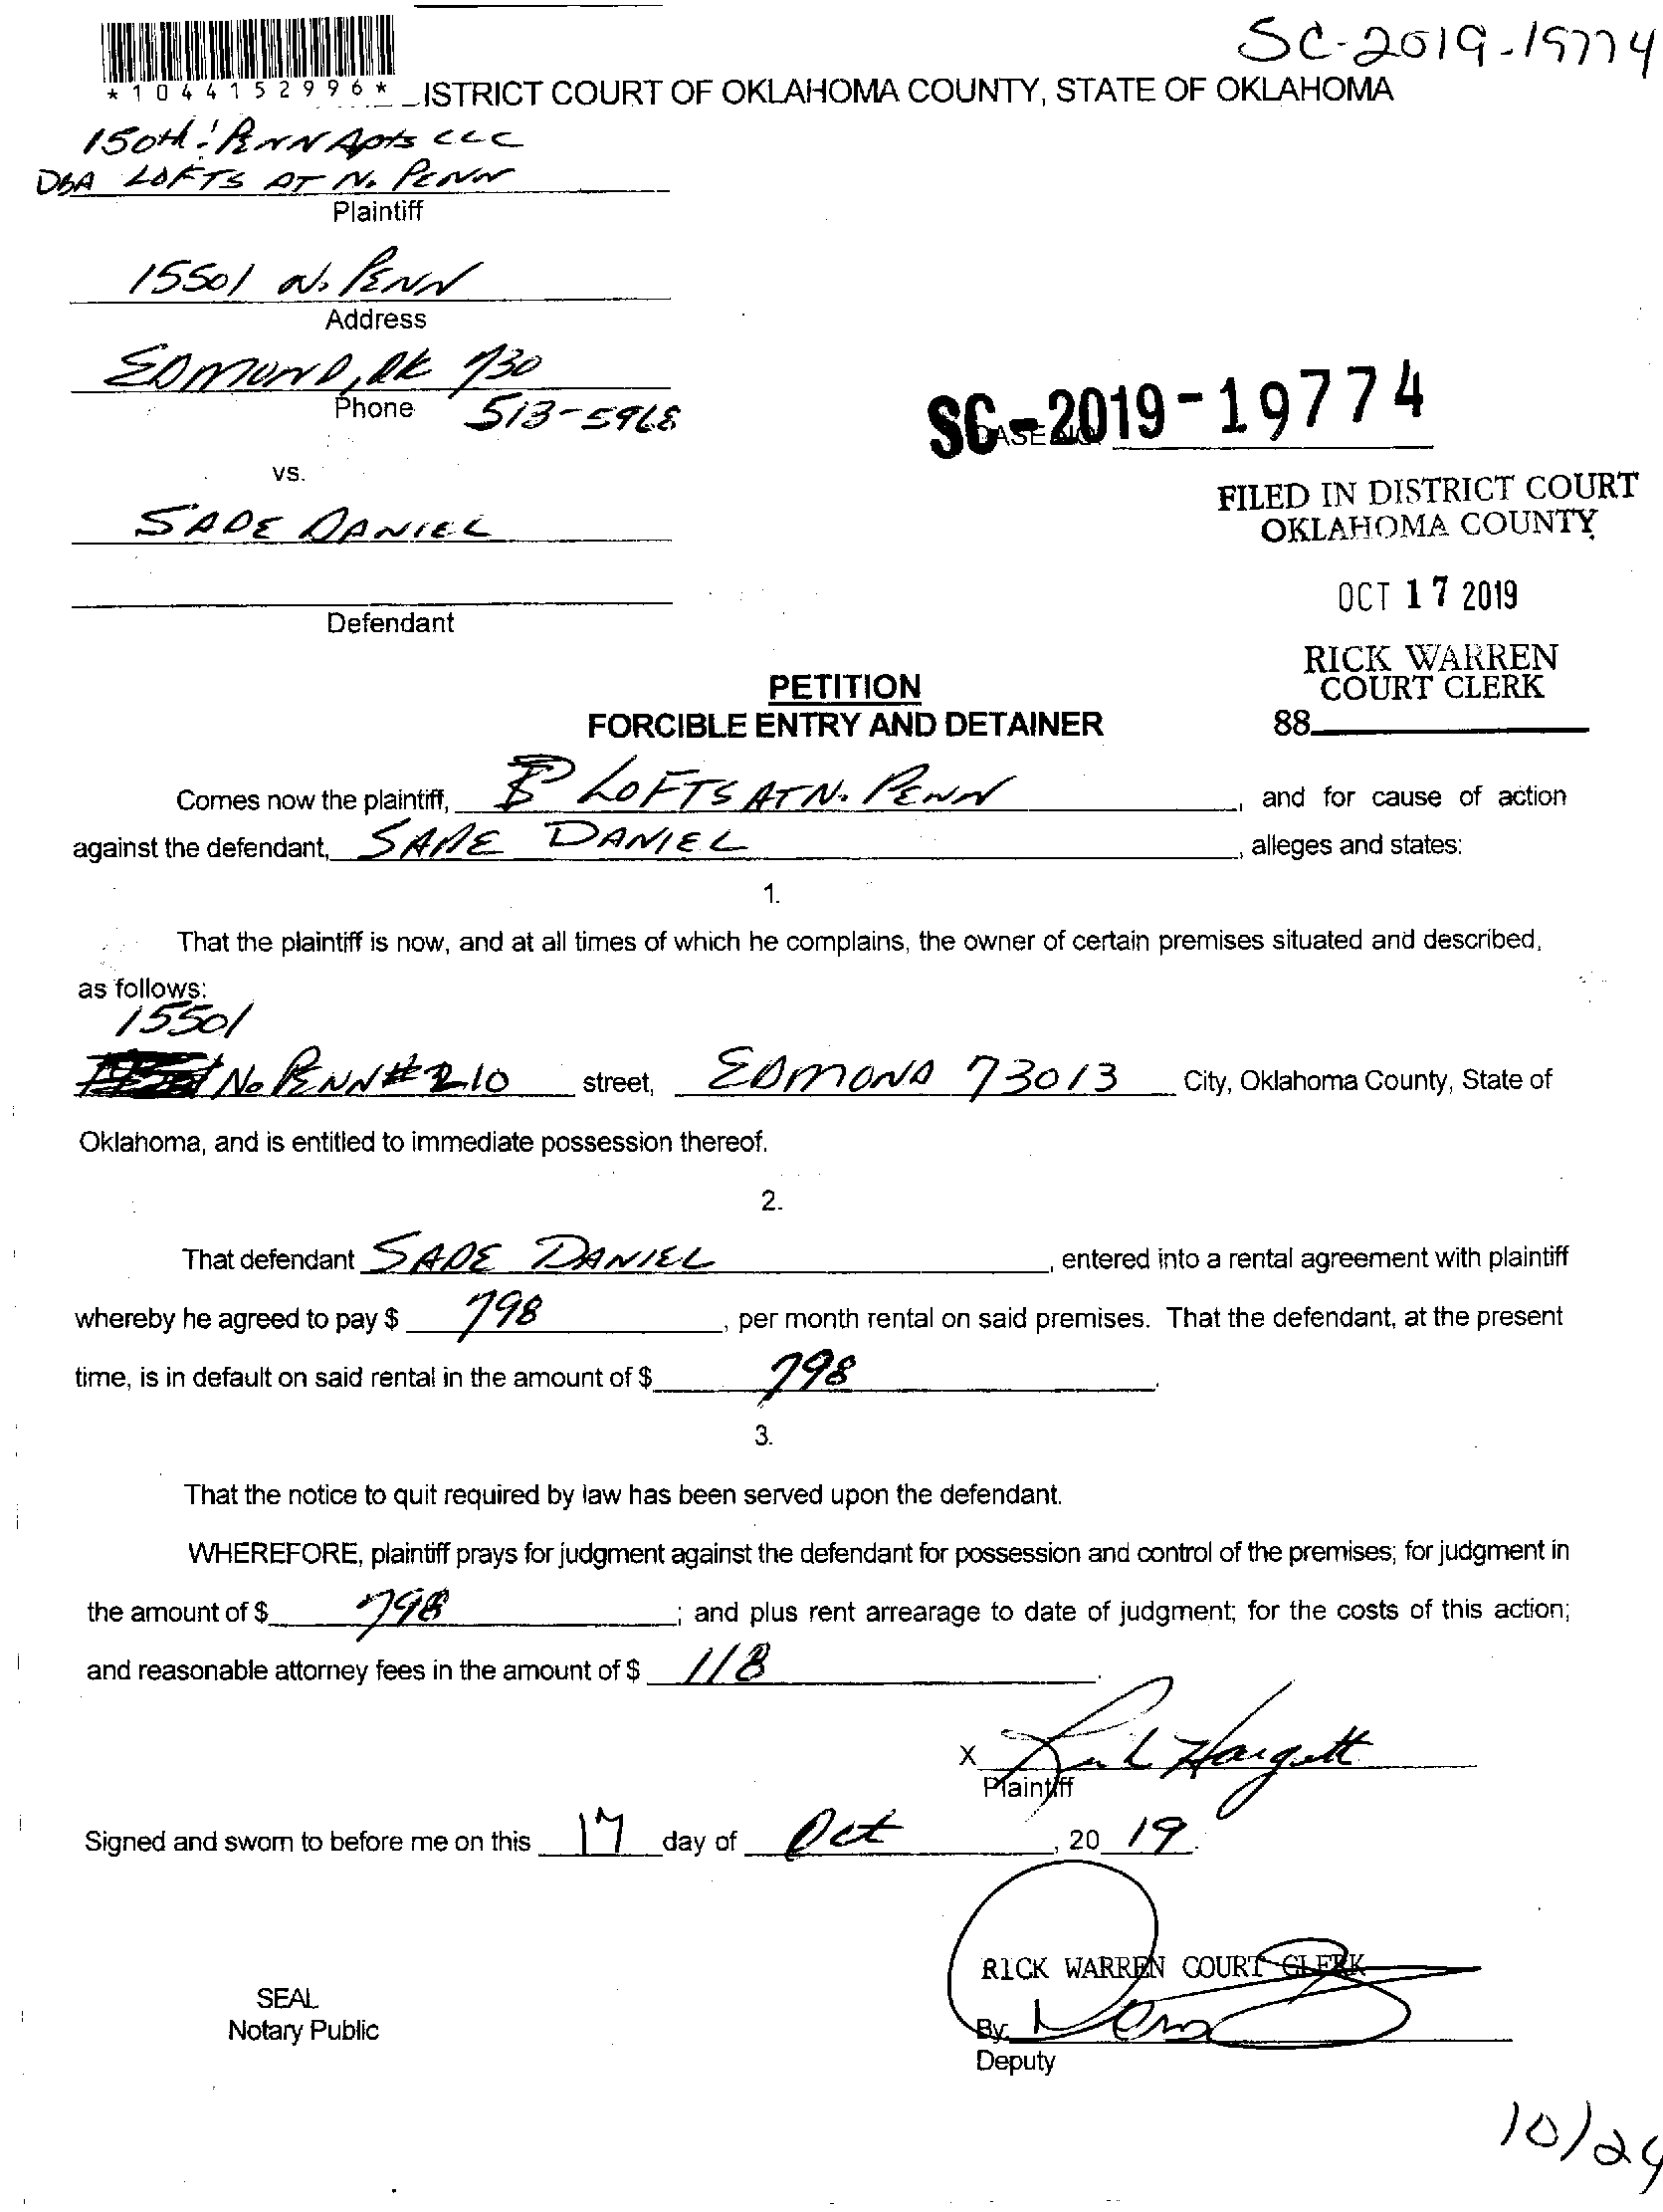 SC-2019-19774
*1044152996*
ISTRICT COURT OF OKLAHOMA COUNTY, STATE OF OKLAHOMA
150th & PENN Apts LLC
DBA LOFTS AT N. PENN
Plaintiff
15501 N. PENN
Address
EDMOND, OK 730
Phone 513-5968
SC-2019-19774
CASE NO.
vs.
FILED IN DISTRICT COURT
OKLAHOMA COUNTY
SADE DANIEL
OCT 17 2019
Defendant
RICK WARREN
COURT CLERK
88
PETITION
FORCIBLE ENTRY AND DETAINER
Comes now the plaintiff, LOFTS AT N. PENN, and for cause of action
against the defendant, SADE DANIEL, alleges and states:
1.
That the plaintiff is now, and at all times of which he complains, the owner of certain premises situated and described,
as follows:
15501
No PENN # 210 street, EDMOND 73013 City, Oklahoma County, State of
Oklahoma, and is entitled to immediate possession thereof.
2.
That defendant SADE DANIEL, entered into a rental agreement with plaintiff
whereby he agreed to pay $ 798, per month rental on said premises. That the defendant, at the present
time, is in default on said rental in the amount of $ 798.
3.
That the notice to quit required by law has been served upon the defendant.
WHEREFORE, plaintiff prays for judgment against the defendant for possession and control of the premises; for judgment in
the amount of $ 798; and plus rent arrearage to date of judgment; for the costs of this action;
and reasonable attorney fees in the amount of $ 118.
X Hargett
Plaintiff
Signed and sworn to before me on this 17 day of Oct, 20 19.
RICK WARREN COURT CLERK
SEAL
Notary Public
By:
Deputy
10/24